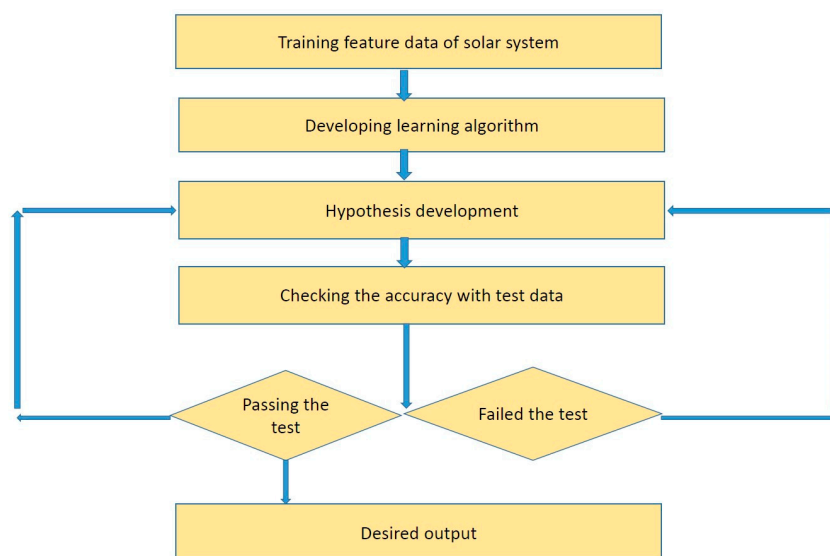 Training feature data of solar system
Developing learning algorithm
Hypothesis development
Checking the accuracy with test data
Passing the
test
Failed the test
Desired output